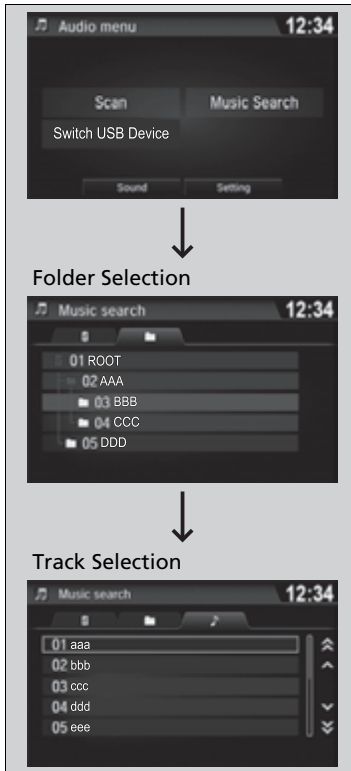 Audio menu 12:34
Scan Music Search
Switch USB Device
Sound Setting
Folder Selection
Music search 12:34
01 ROOT
02 AAA
03 BBB
04 CCC
05 DDD
Track Selection
Music search 12:34
01 aaa
02 bbb
03 ccc
04 ddd
05 eee